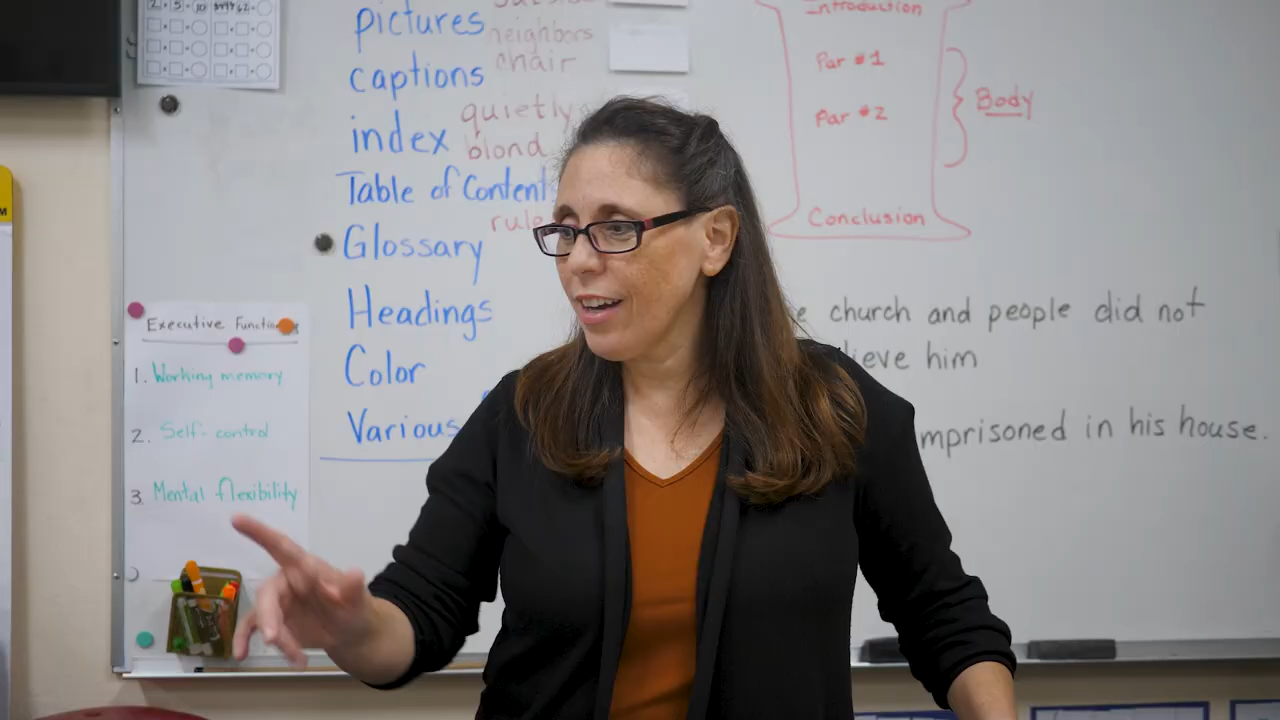 pictures
captions
index
Table of Content
Glossary
Headings
Color
Various
neighbors
chair
quietly
blond
rule
Introduction
Par #1
Par #2
Body
Conclusion
church and people did not
him
in his house.
Executive
1. Working memory
2. Self-control
3. Mental flexibility